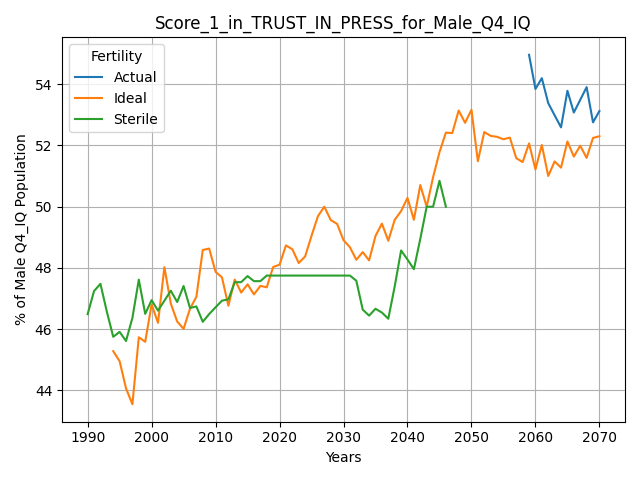 Score_1_in_TRUST_IN_PRESS_for_Male_Q4_IQ
Fertility
Actual
Ideal
Sterile
% of Male Q4_IQ Population
54
52
50
48
46
44
1990 2000 2010 2020 2030 2040 2050 2060 2070
Years